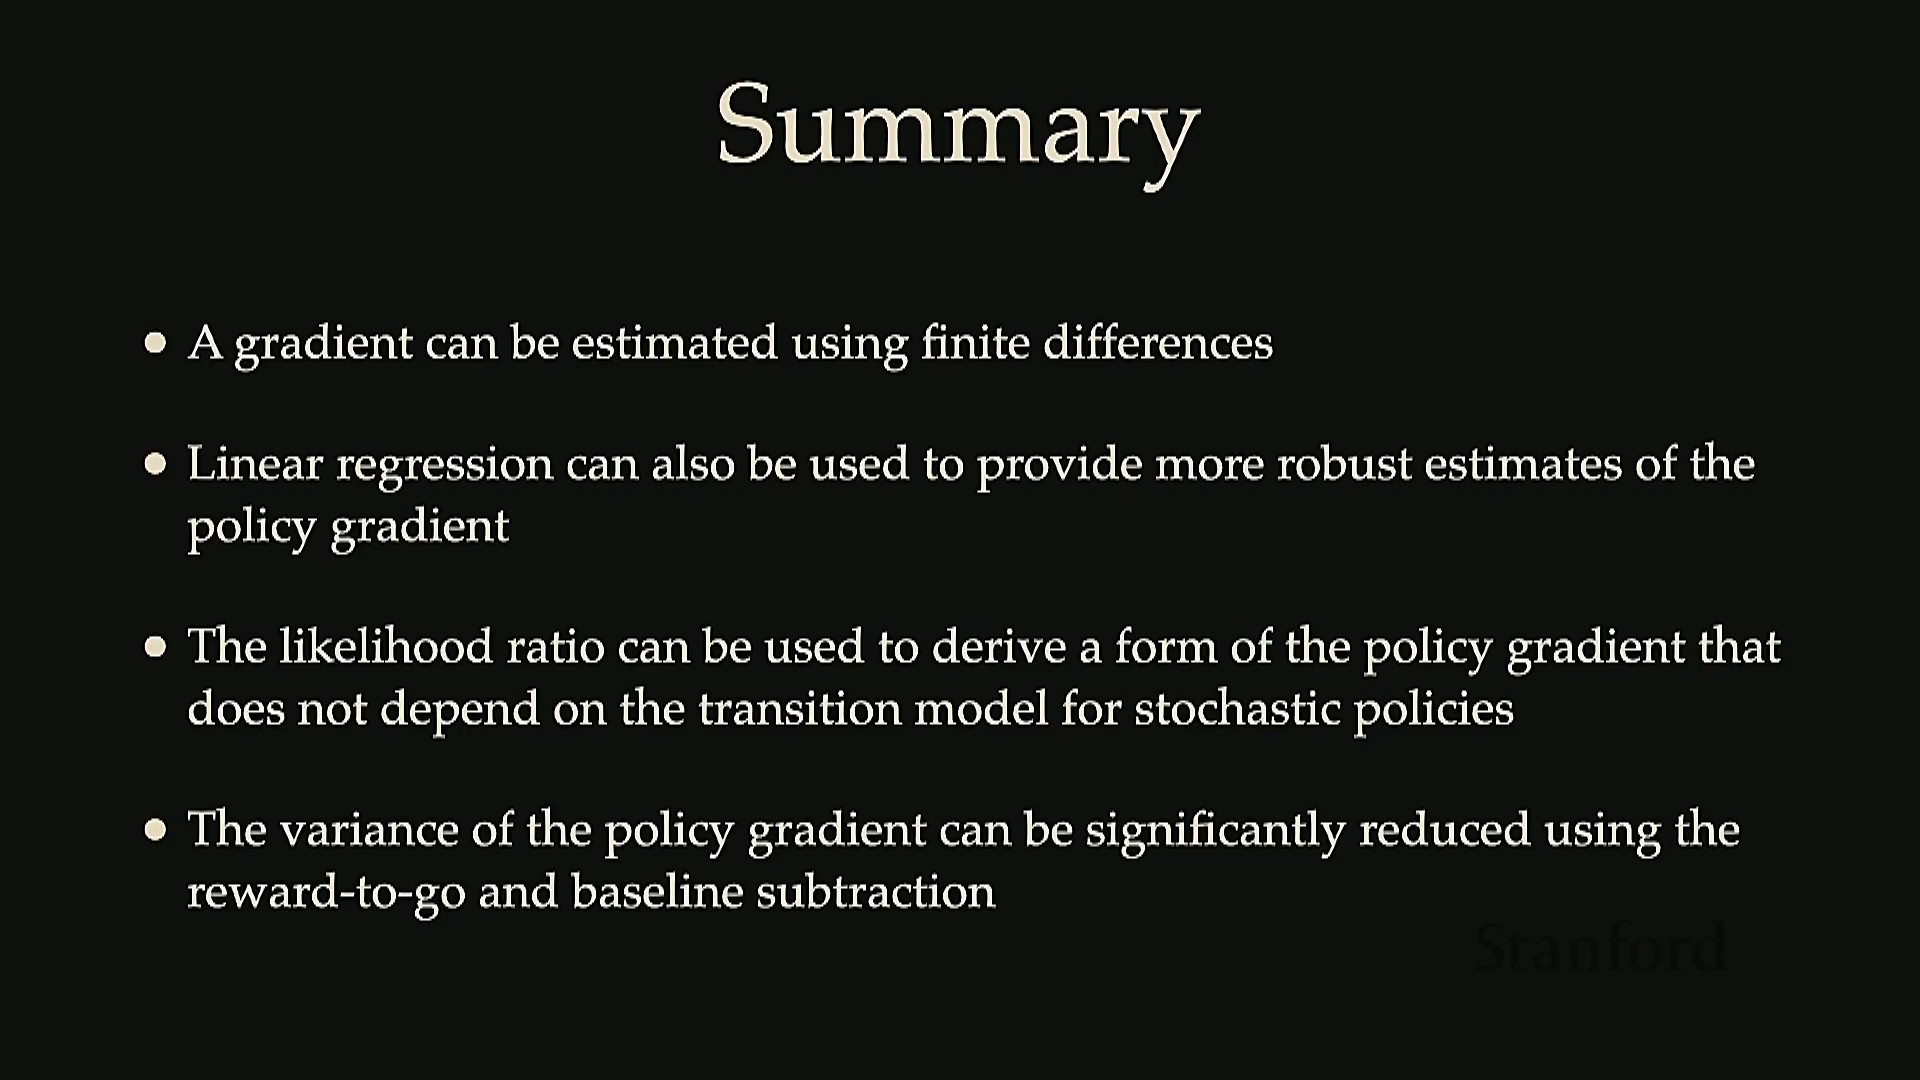 Summary
• A gradient can be estimated using finite differences
• Linear regression can also be used to provide more robust estimates of the
policy gradient
• The likelihood ratio can be used to derive a form of the policy gradient that
does not depend on the transition model for stochastic policies
• The variance of the policy gradient can be significantly reduced using the
reward-to-go and baseline subtraction
Stanford